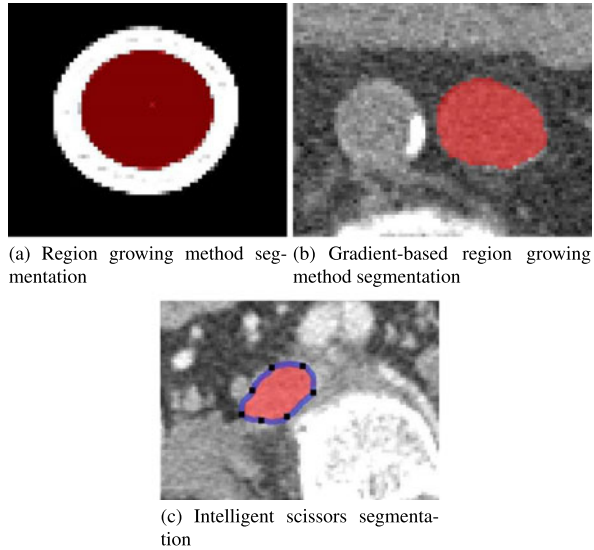 (a) Region growing method seg-
mentation
(b) Gradient-based region growing
method segmentation
(c) Intelligent scissors segmenta-
tion